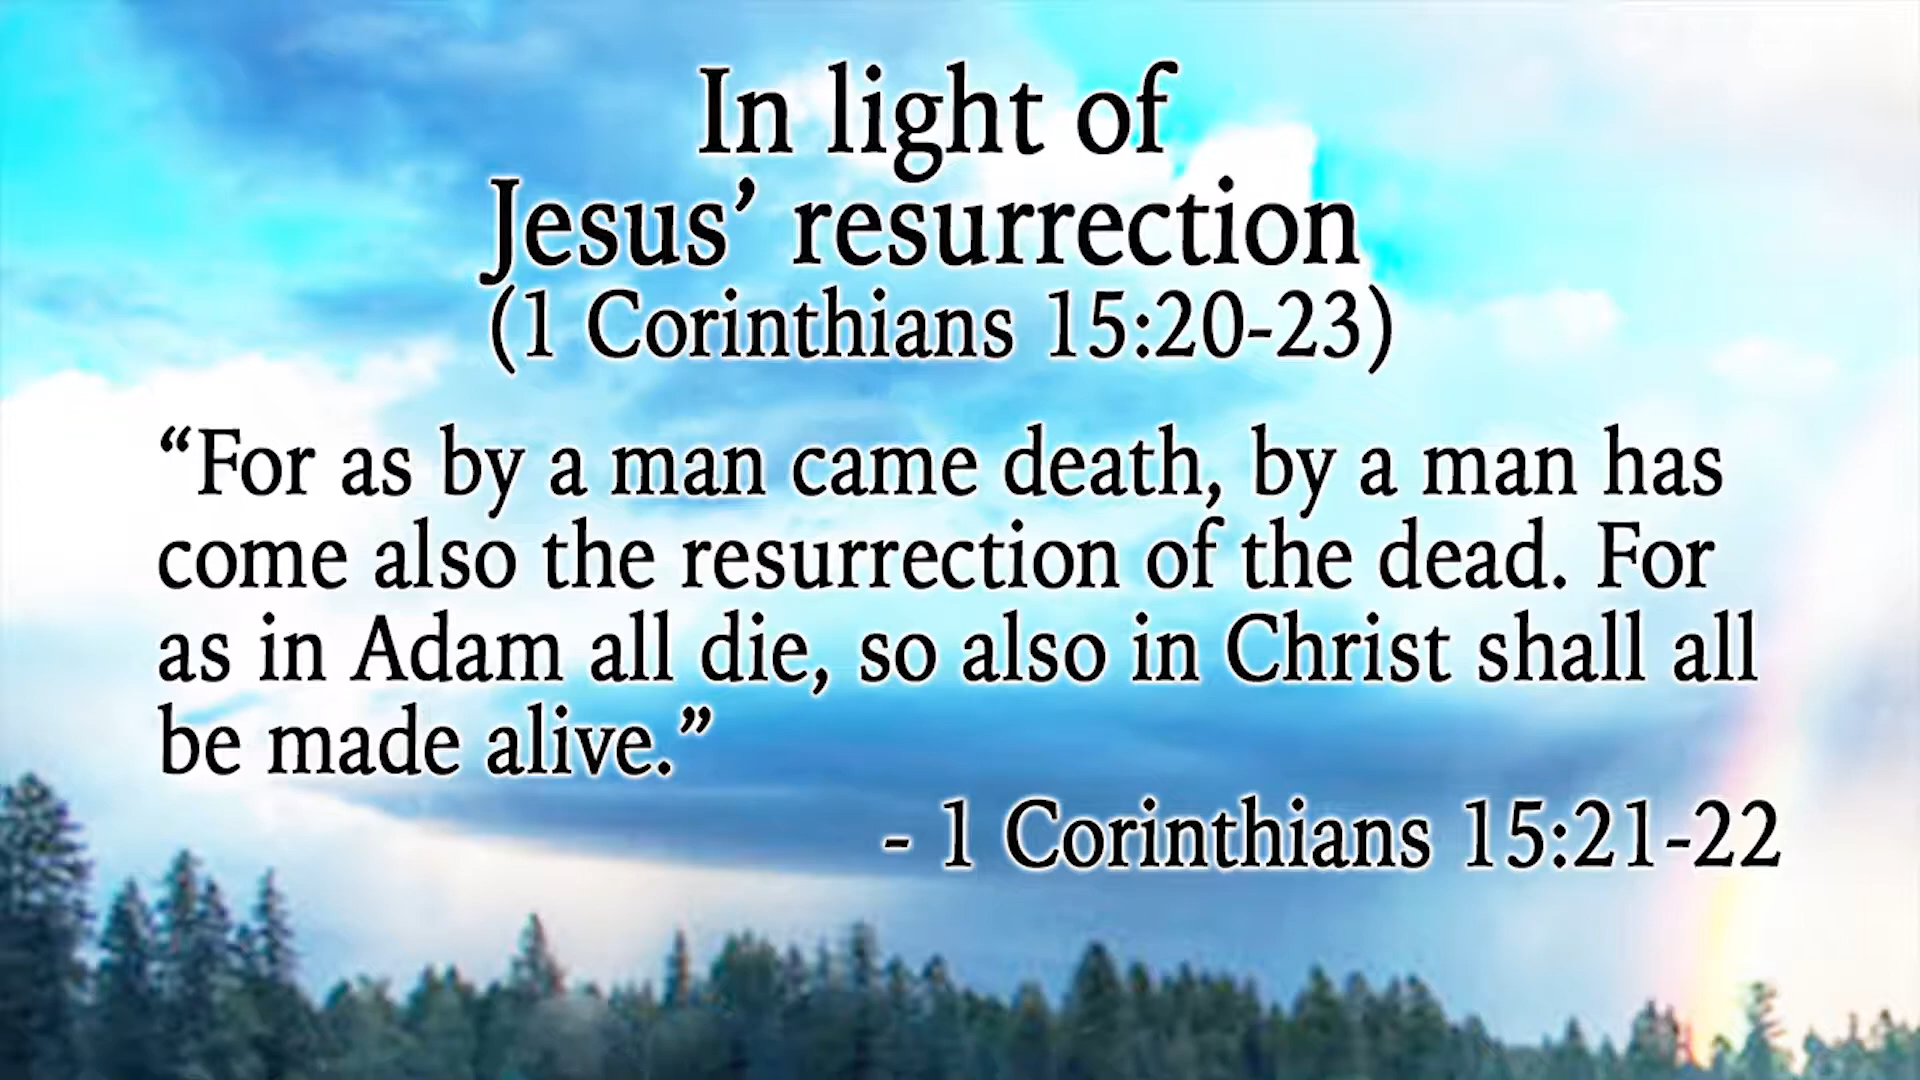 In light of
Jesus’ resurrection
(1 Corinthians 15:20-23)
“For as by a man came death, by a man has
come also the resurrection of the dead. For
as in Adam all die, so also in Christ shall all
be made alive.”
- 1 Corinthians 15:21-22